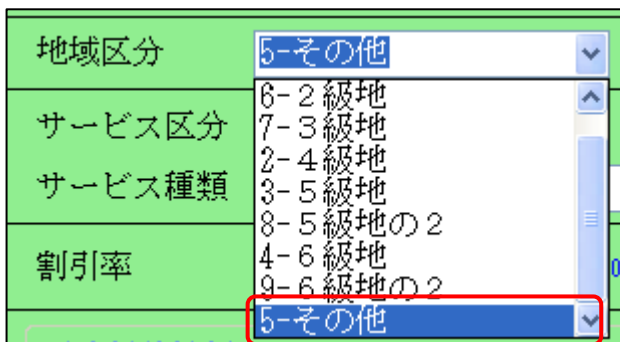 地域区分
5-その他
6-２級地
7-３級地
サービス区分
2-４級地
サービス種類
3-５級地
8-５級地の２
割引率
4-６級地
9-６級地の２
5-その他